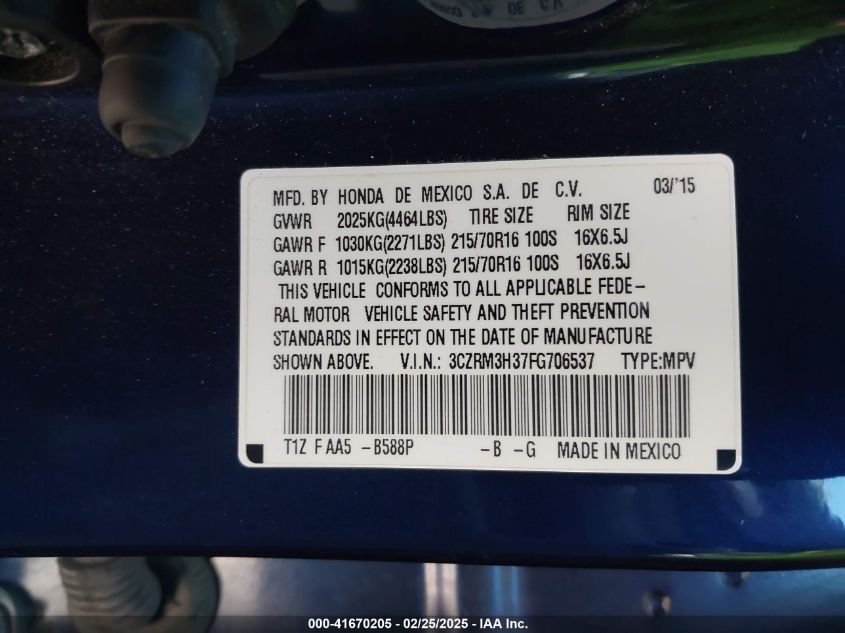 MFD. BY HONDA DE MEXICO S.A. DE C.V. 03/'15
GVWR 2025KG(4464LBS) TIRE SIZE RIM SIZE
GAWR F 1030KG(2271LBS) 215/70R16 100S 16X6.5J
GAWR R 1015KG(2238LBS) 215/70R16 100S 16X6.5J
THIS VEHICLE CONFORMS TO ALL APPLICABLE FEDE-
RAL MOTOR VEHICLE SAFETY AND THEFT PREVENTION
STANDARDS IN EFFECT ON THE DATE OF MANUFACTURE
SHOWN ABOVE. V.I.N.: 3CZRM3H37FG706537 TYPE:MPV
T1Z F AA5 -B588P -B -G MADE IN MEXICO
000-41670205 - 02/25/2025 - IAA Inc.